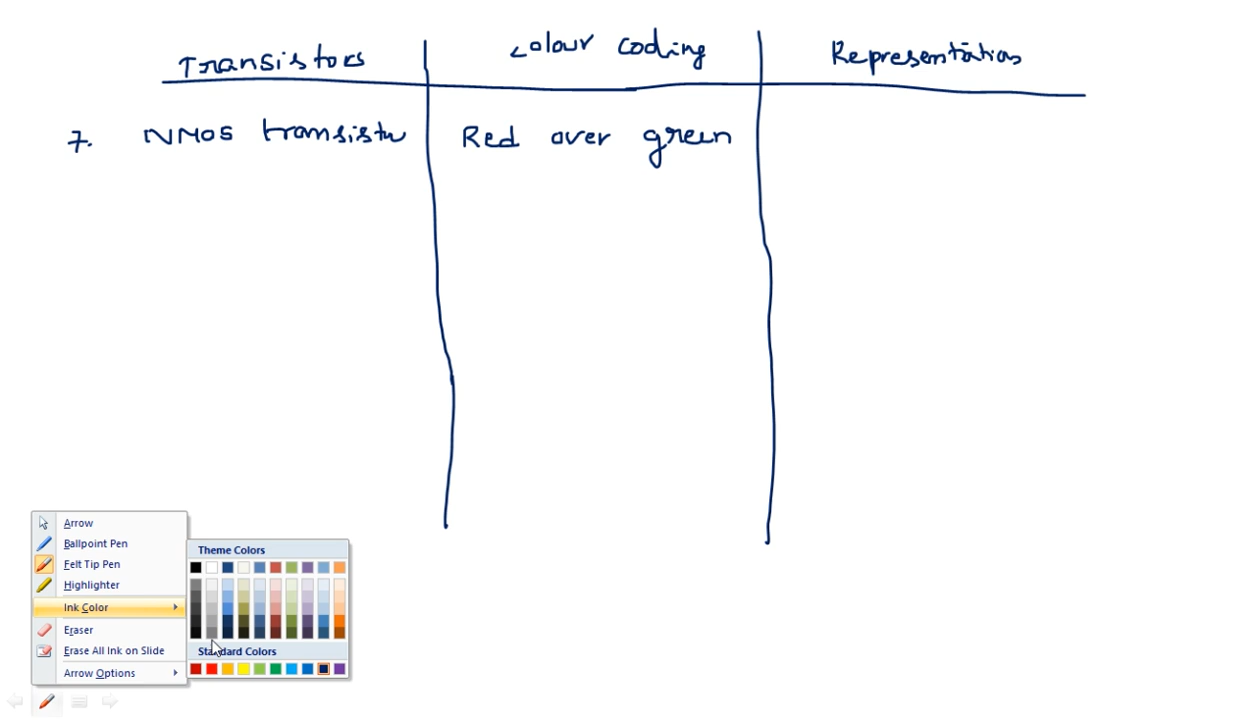 Transistors Colour coding Representation
7. NMOS transistor Red over green
Arrow
Ballpoint Pen
Felt Tip Pen
Highlighter
Ink Color
Eraser
Erase All Ink on Slide
Arrow Options
Theme Colors
Standard Colors